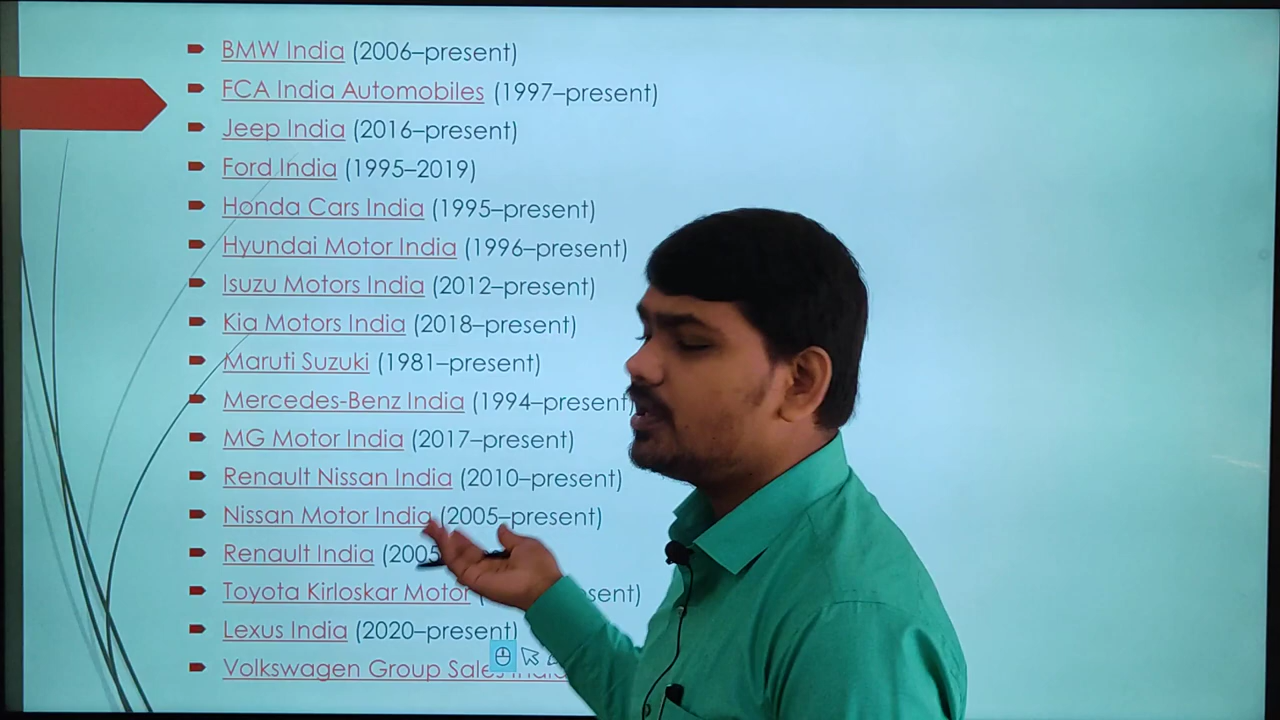 BMW India (2006–present)
FCA India Automobiles (1997–present)
Jeep India (2016–present)
Ford India (1995–2019)
Honda Cars India (1995–present)
Hyundai Motor India (1996–present)
Isuzu Motors India (2012–present)
Kia Motors India (2018–present)
Maruti Suzuki (1981–present)
Mercedes-Benz India (1994–present)
MG Motor India (2017–present)
Renault Nissan India (2010–present)
Nissan Motor India (2005–present)
Renault India (2005
Toyota Kirloskar Motor
Lexus India (2020–present)
Volkswagen Group Sales India